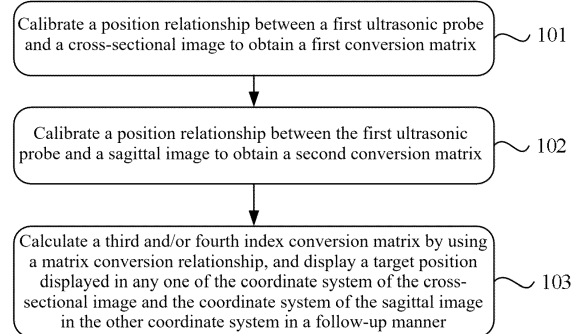 Calibrate a position relationship between a first ultrasonic probe
and a cross-sectional image to obtain a first conversion matrix
101
Calibrate a position relationship between the first ultrasonic
probe and a sagittal image to obtain a second conversion matrix
102
Calculate a third and/or fourth index conversion matrix by using
a matrix conversion relationship, and display a target position
displayed in any one of the coordinate system of the cross-
sectional image and the coordinate system of the sagittal image
in the other coordinate system in a follow-up manner
103